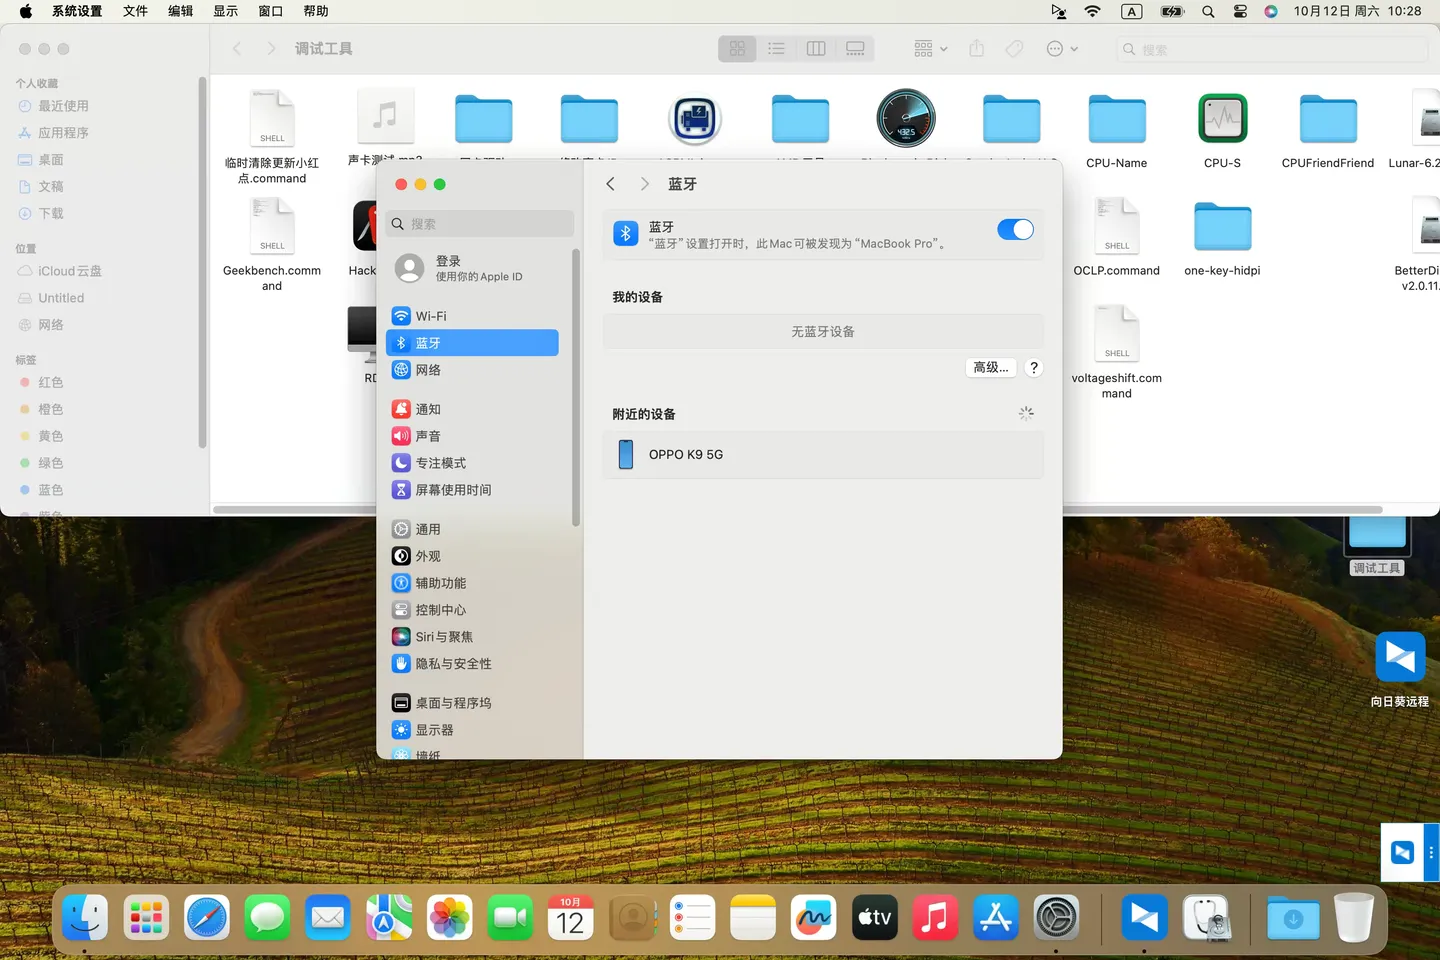 系统设置 文件 编辑 显示 窗口 帮助
A
10月12日 周六 10:28
调试工具
搜索
个人收藏
最近使用
应用程序
桌面
文稿
下载
位置
iCloud云盘
Untitled
网络
标签
红色
橙色
黄色
绿色
蓝色
SHELL
临时清除更新小红
点.command
432.5
CPU-Name
CPU-S
CPUFriendFriend
Lunar-6.2
SHELL
Geekbench.comm
and
Hack
SHELL
OCLP.command
one-key-hidpi
BetterDi
v2.0.11.
RD
SHELL
voltageshift.com
mand
搜索
登录
使用你的 Apple ID
Wi-Fi
蓝牙
网络
通知
声音
专注模式
屏幕使用时间
通用
外观
辅助功能
控制中心
Siri与聚焦
隐私与安全性
桌面与程序坞
显示器
墙纸
蓝牙
蓝牙
“蓝牙”设置打开时，此 Mac 可被发现为“MacBook Pro”。
我的设备
无蓝牙设备
高级...
?
附近的设备
OPPO K9 5G
调试工具
向日葵远程
10月
12
tv